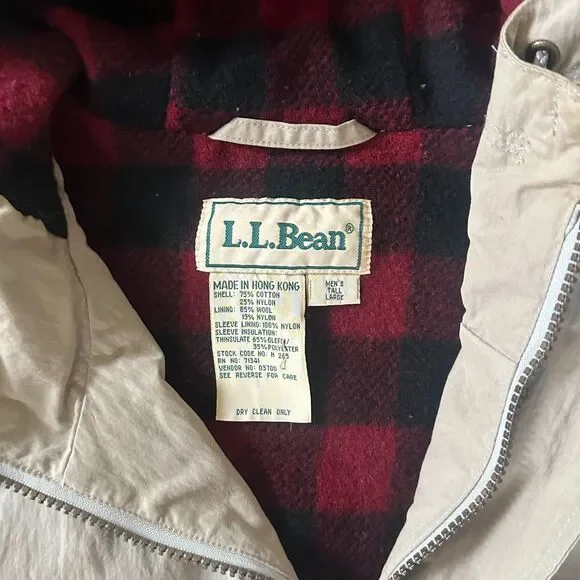 L.L.Bean®
MEN'S
TALL
LARGE
MADE IN HONG KONG
SHELL: 75% COTTON
25% NYLON
LINING: 85% WOOL
15% NYLON
SLEEVE LINING: 100% NYLON
SLEEVE INSULATION:
THINSULATE 65% OLEFIN/
35% POLYESTER
STOCK CODE NO: H 265
RN NO: 71341
VENDOR NO: 03700
SEE REVERSE FOR CARE
DRY CLEAN ONLY